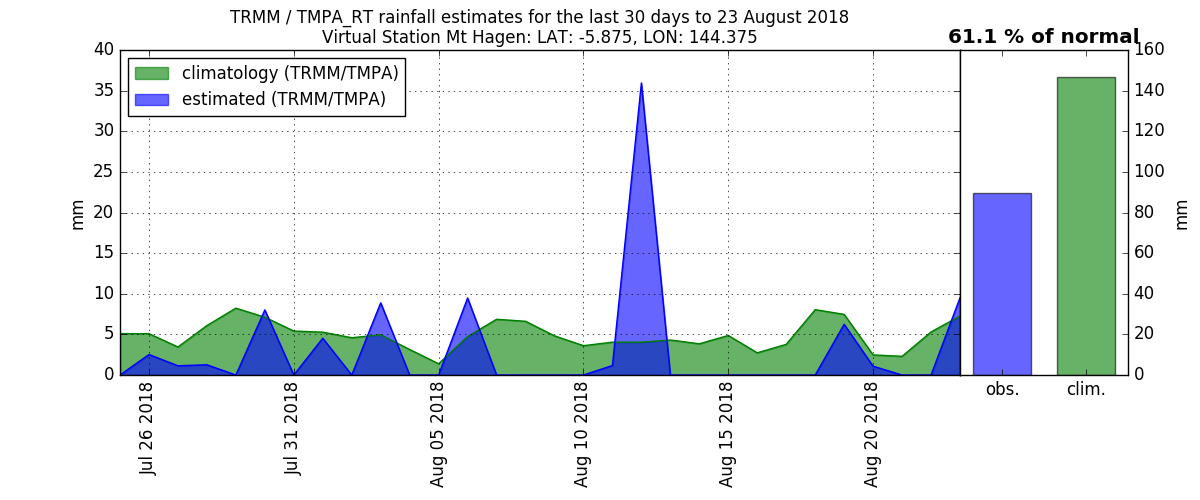 TRMM / TMPA_RT rainfall estimates for the last 30 days to 23 August 2018
Virtual Station Mt Hagen: LAT: -5.875, LON: 144.375
61.1 % of normal
climatology (TRMM/TMPA)
estimated (TRMM/TMPA)
mm
40
35
30
25
20
15
10
5
0
Jul 26 2018
Jul 31 2018
Aug 05 2018
Aug 10 2018
Aug 15 2018
Aug 20 2018
160
140
120
100
80
60
40
20
0
mm
obs.
clim.